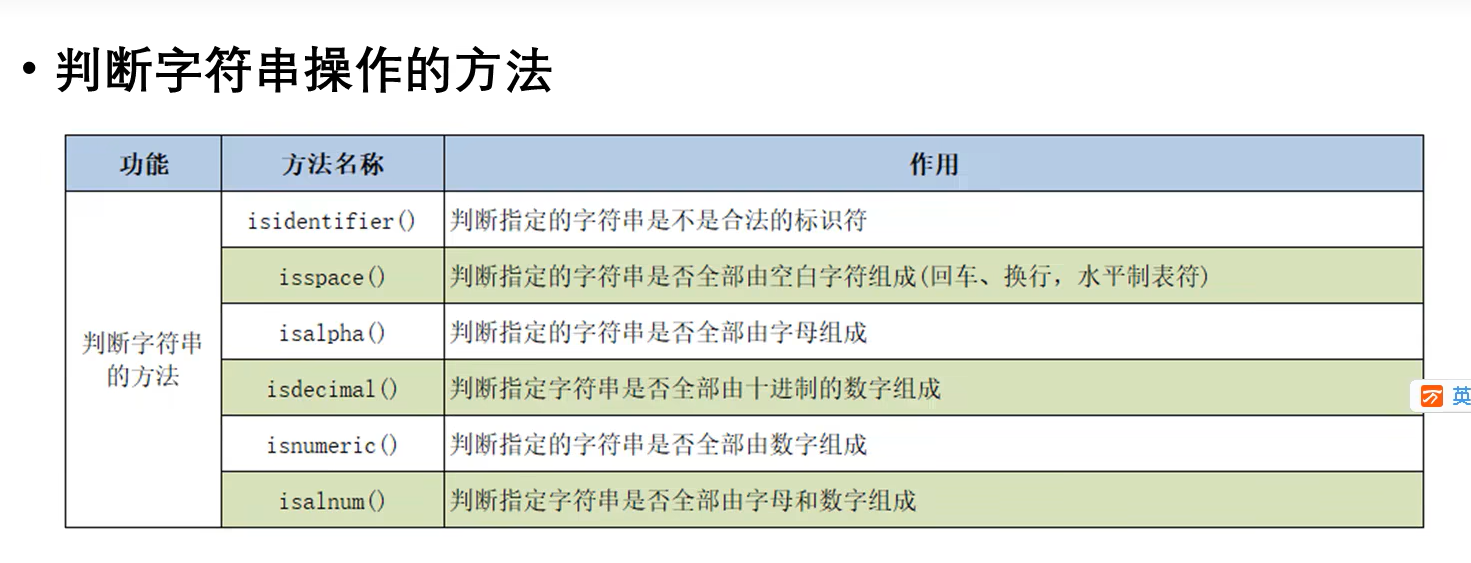 • 判断字符串操作的方法
功能 方法名称 作用
isidentifier() 判断指定的字符串是不是合法的标识符
isspace() 判断指定的字符串是否全部由空白字符组成(回车、换行，水平制表符)
isalpha() 判断指定的字符串是否全部由字母组成
判断字符串
的方法
isdecimal() 判断指定字符串是否全部由十进制的数字组成
isnumeric() 判断指定的字符串是否全部由数字组成
isalnum() 判断指定字符串是否全部由字母和数字组成
英